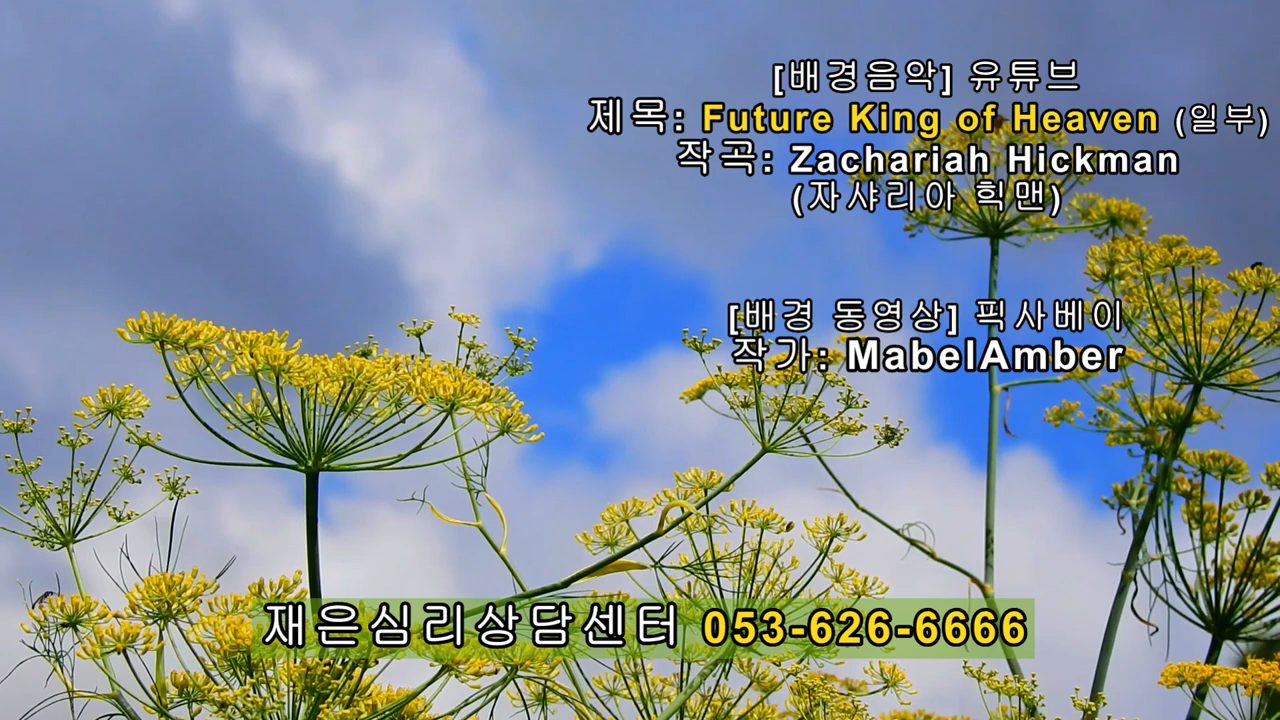 [배경음악] 유튜브
제목: Future King of Heaven (일부)
작곡: Zachariah Hickman
(자샤리아 힉맨)
[배경 동영상] 픽사베이
작가: MabelAmber
재은심리상담센터 053-626-6666